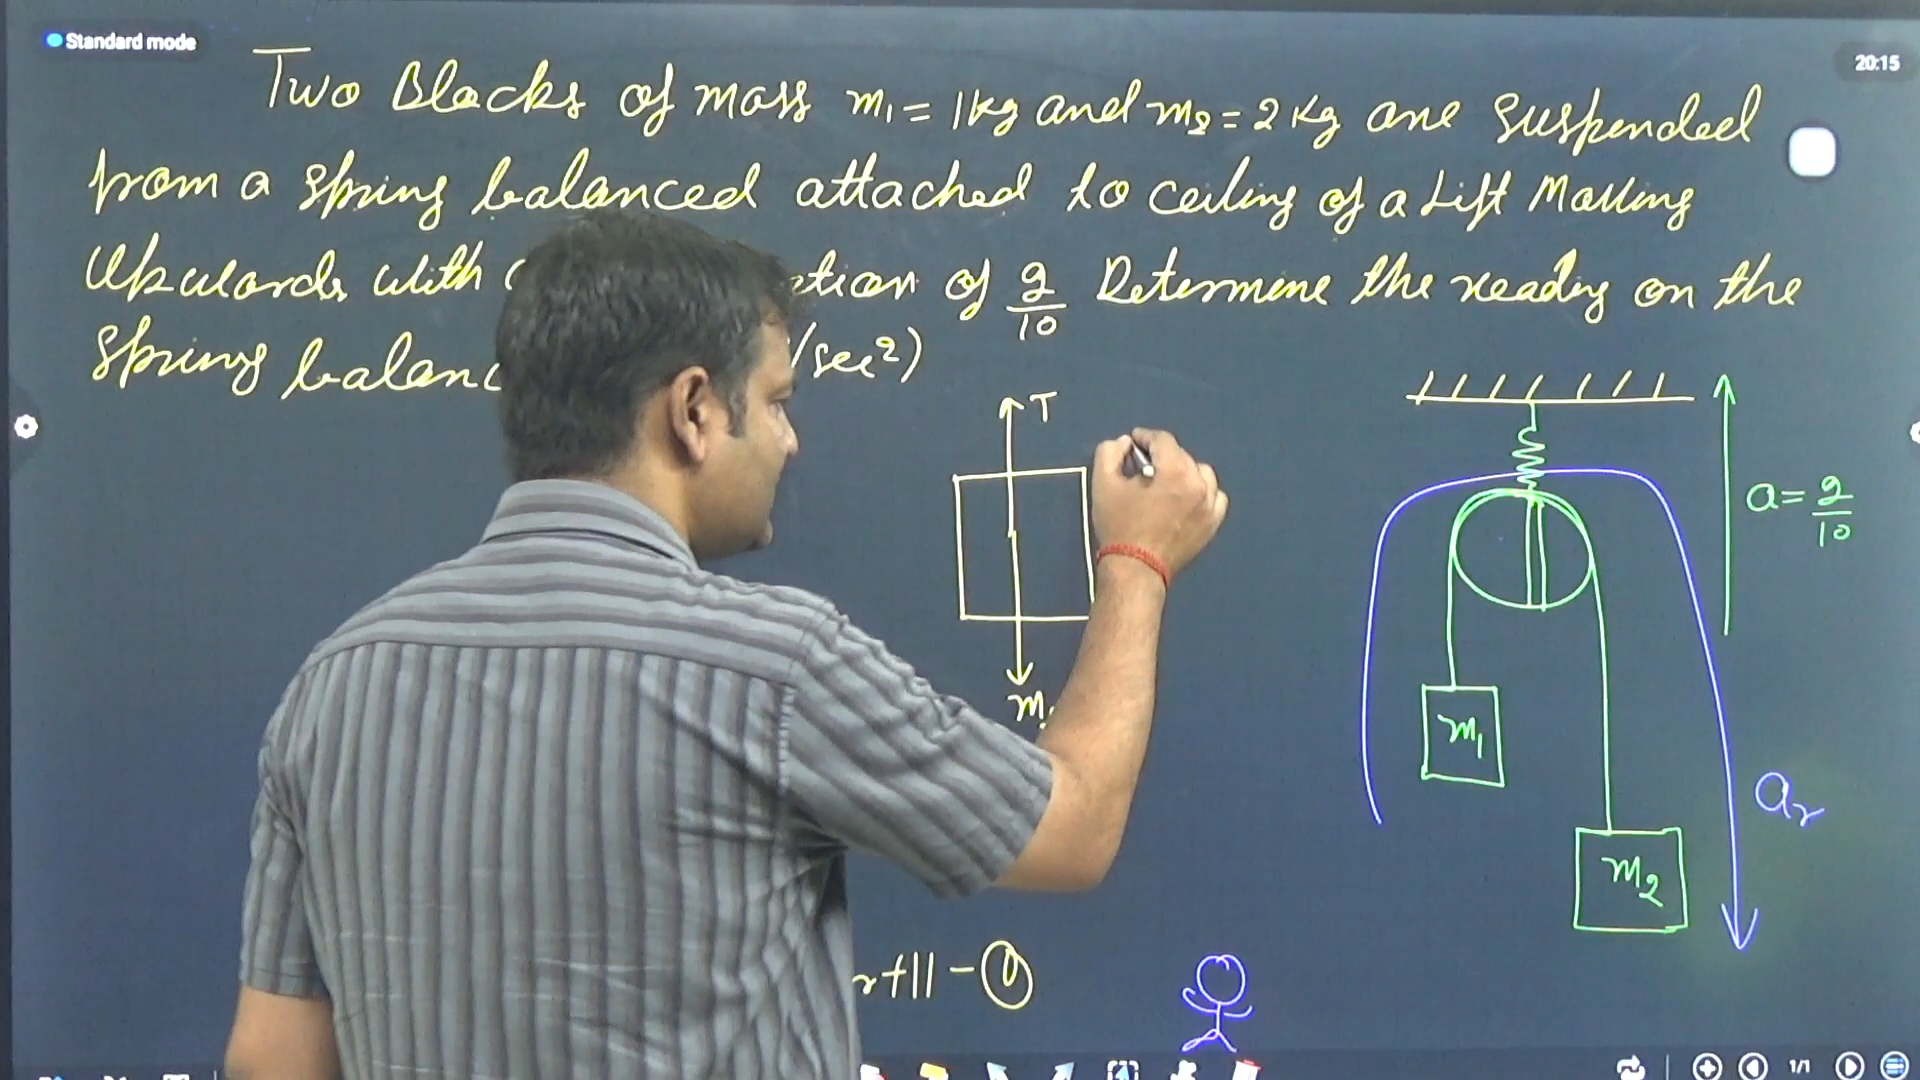 Standard mode
20:15
Two Blocks of mass m₁ = 1kg and m₂ = 2 kg are suspended
from a spring balanced attached to ceiling of a Lift Moving
Upwards with
of g/10 Determine the reading on the
spring
/sec²)
T
a = g/10
m₁
aᵣ
m₂
+11 - ①
1/1